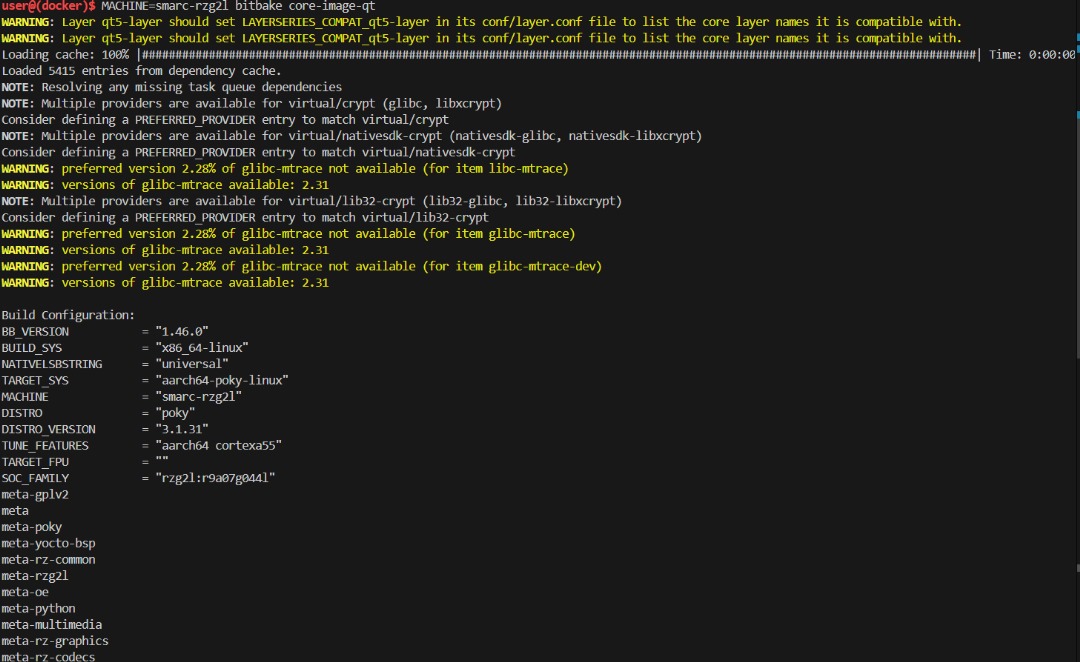 user@(docker)$ MACHINE=smarc-rzg2l bitbake core-image-qt
WARNING: Layer qt5-layer should set LAYERSERIES_COMPAT_qt5-layer in its conf/layer.conf file to list the core layer names it is compatible with.
WARNING: Layer qt5-layer should set LAYERSERIES_COMPAT_qt5-layer in its conf/layer.conf file to list the core layer names it is compatible with.
Loading cache: 100% |############################################################################################################################| Time: 0:00:00
Loaded 5415 entries from dependency cache.
NOTE: Resolving any missing task queue dependencies
NOTE: Multiple providers are available for virtual/crypt (glibc, libxcrypt)
Consider defining a PREFERRED_PROVIDER entry to match virtual/crypt
NOTE: Multiple providers are available for virtual/nativesdk-crypt (nativesdk-glibc, nativesdk-libxcrypt)
Consider defining a PREFERRED_PROVIDER entry to match virtual/nativesdk-crypt
WARNING: preferred version 2.28% of glibc-mtrace not available (for item libc-mtrace)
WARNING: versions of glibc-mtrace available: 2.31
NOTE: Multiple providers are available for virtual/lib32-crypt (lib32-glibc, lib32-libxcrypt)
Consider defining a PREFERRED_PROVIDER entry to match virtual/lib32-crypt
WARNING: preferred version 2.28% of glibc-mtrace not available (for item glibc-mtrace)
WARNING: versions of glibc-mtrace available: 2.31
WARNING: preferred version 2.28% of glibc-mtrace not available (for item glibc-mtrace-dev)
WARNING: versions of glibc-mtrace available: 2.31
Build Configuration:
BB_VERSION = "1.46.0"
BUILD_SYS = "x86_64-linux"
NATIVELSBSTRING = "universal"
TARGET_SYS = "aarch64-poky-linux"
MACHINE = "smarc-rzg2l"
DISTRO = "poky"
DISTRO_VERSION = "3.1.31"
TUNE_FEATURES = "aarch64 cortexa55"
TARGET_FPU = ""
SOC_FAMILY = "rzg2l:r9a07g044l"
meta-gplv2
meta
meta-poky
meta-yocto-bsp
meta-rz-common
meta-rzg2l
meta-oe
meta-python
meta-multimedia
meta-rz-graphics
meta-rz-codecs